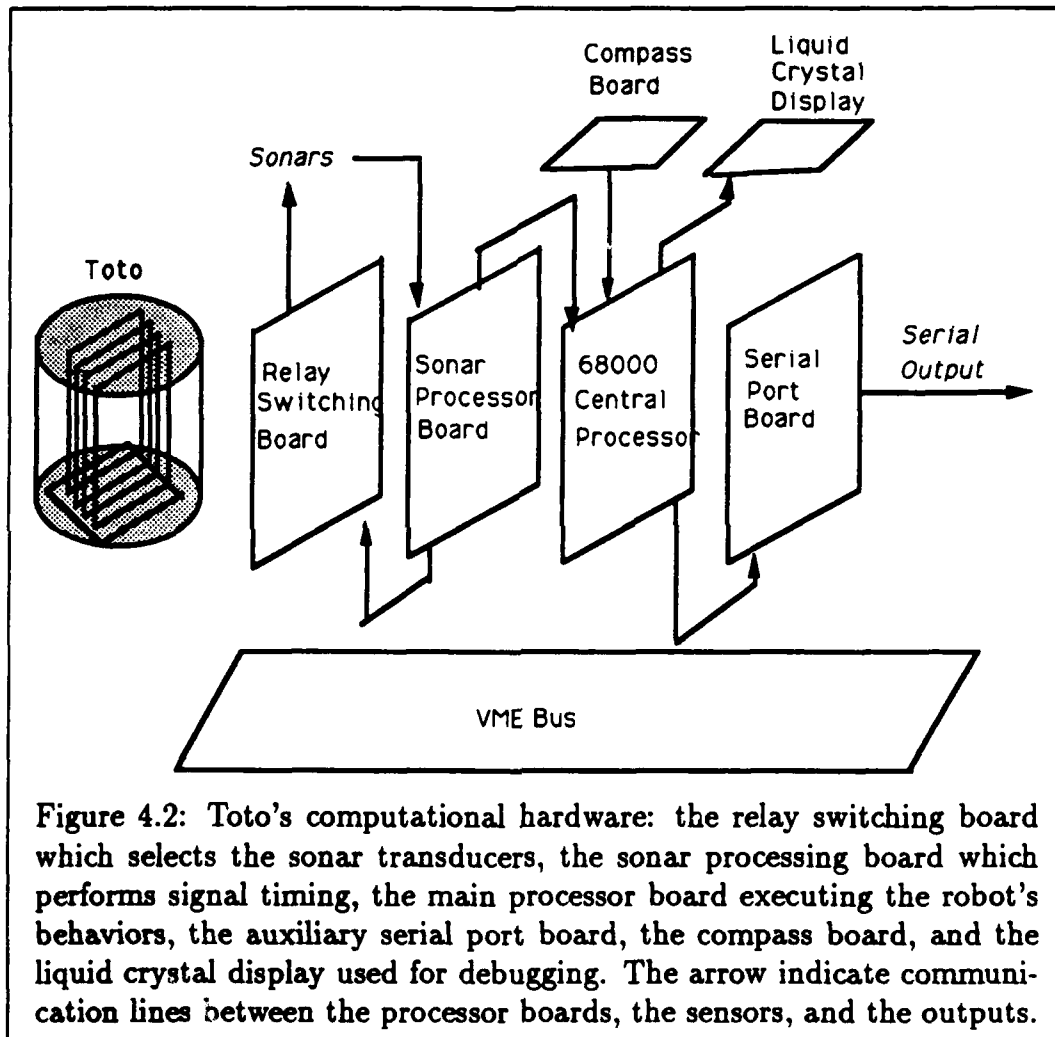 Compass
Board
Liquid
Crystal
Display
Sonars
Toto
Relay
Switching
Board
Sonar
Processor
Board
68000
Central
Processor
Serial
Port
Board
Serial
Output
VME Bus
Figure 4.2: Toto's computational hardware: the relay switching board
which selects the sonar transducers, the sonar processing board which
performs signal timing, the main processor board executing the robot's
behaviors, the auxiliary serial port board, the compass board, and the
liquid crystal display used for debugging. The arrow indicate communi-
cation lines between the processor boards, the sensors, and the outputs.